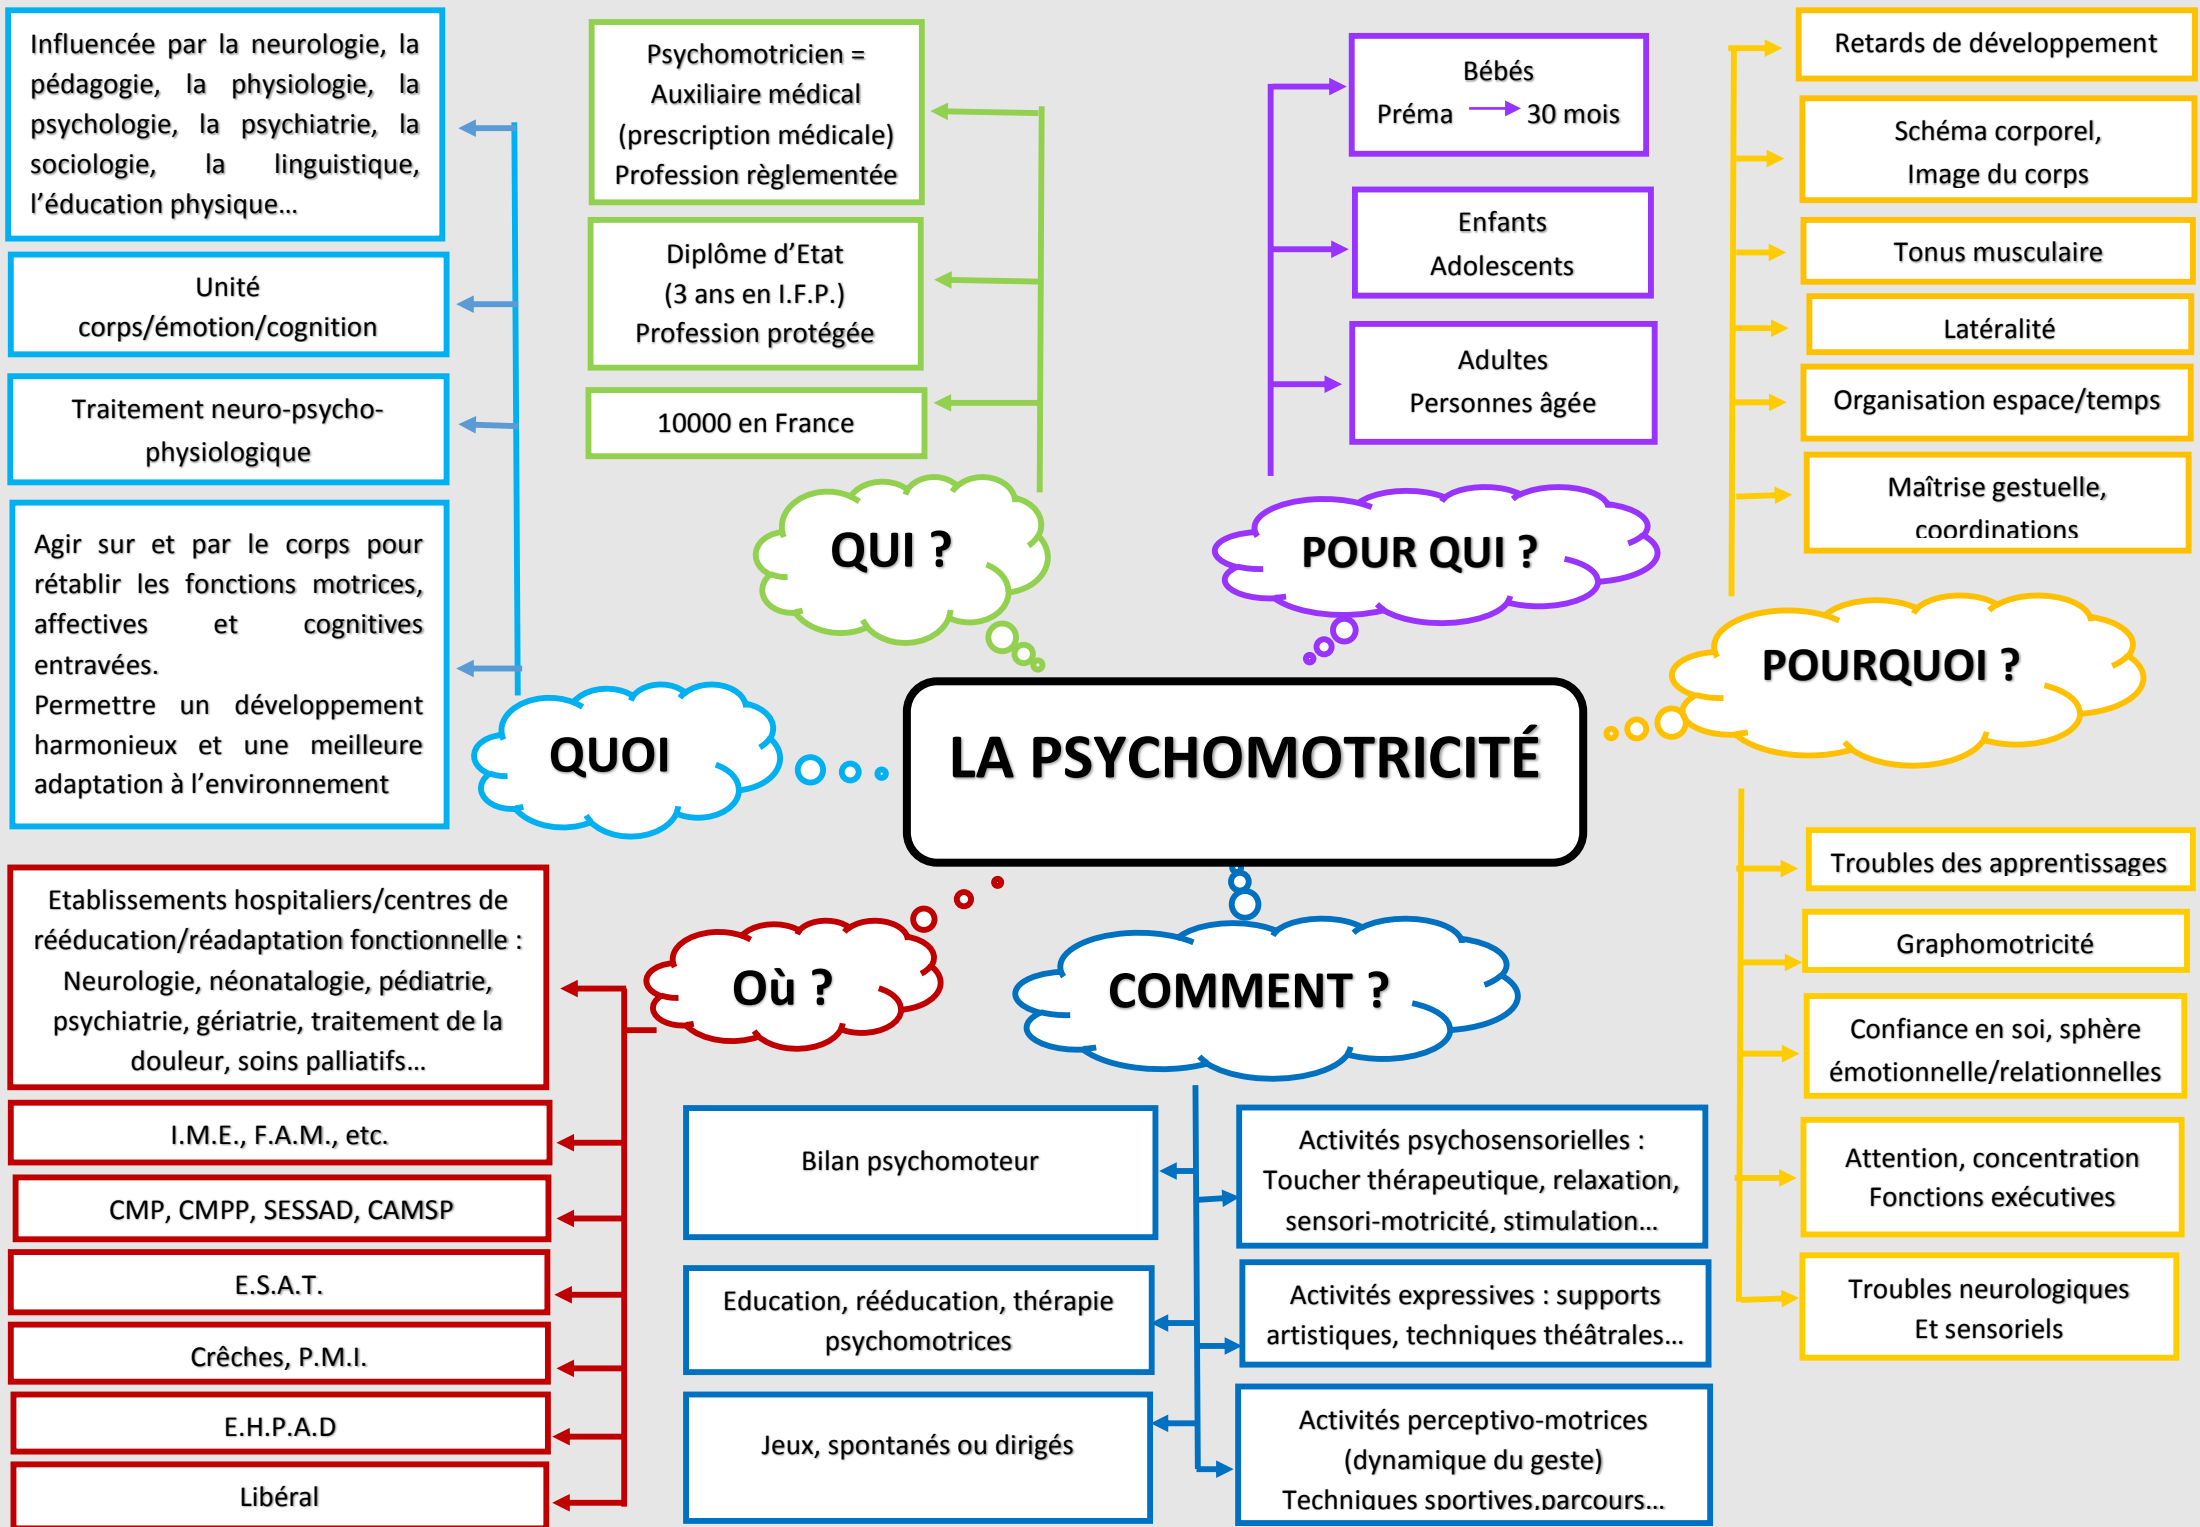 Influencée par la neurologie, la
pédagogie, la physiologie, la
psychologie, la psychiatrie, la
sociologie, la linguistique,
l’éducation physique…
Unité
corps/émotion/cognition
Traitement neuro-psycho-
physiologique
Agir sur et par le corps pour
rétablir les fonctions motrices,
affectives et cognitives
entravées.
Permettre un développement
harmonieux et une meilleure
adaptation à l’environnement
QUOI
Psychomotricien =
Auxiliaire médical
(prescription médicale)
Profession règlementée
Diplôme d’Etat
(3 ans en I.F.P.)
Profession protégée
10000 en France
QUI ?
Bébés
Préma 30 mois
Enfants
Adolescents
Adultes
Personnes âgée
POUR QUI ?
Retards de développement
Schéma corporel,
Image du corps
Tonus musculaire
Latéralité
Organisation espace/temps
Maîtrise gestuelle,
coordinations
POURQUOI ?
LA PSYCHOMOTRICITÉ
Troubles des apprentissages
Graphomotricité
Confiance en soi, sphère
émotionnelle/relationnelles
Attention, concentration
Fonctions exécutives
Troubles neurologiques
Et sensoriels
Où ?
Etablissements hospitaliers/centres de
rééducation/réadaptation fonctionnelle :
Neurologie, néonatalogie, pédiatrie,
psychiatrie, gériatrie, traitement de la
douleur, soins palliatifs…
I.M.E., F.A.M., etc.
CMP, CMPP, SESSAD, CAMSP
E.S.A.T.
Crêches, P.M.I.
E.H.P.A.D
Libéral
COMMENT ?
Bilan psychomoteur
Education, rééducation, thérapie
psychomotrices
Jeux, spontanés ou dirigés
Activités psychosensorielles :
Toucher thérapeutique, relaxation,
sensori-motricité, stimulation…
Activités expressives : supports
artistiques, techniques théâtrales…
Activités perceptivo-motrices
(dynamique du geste)
Techniques sportives,parcours…